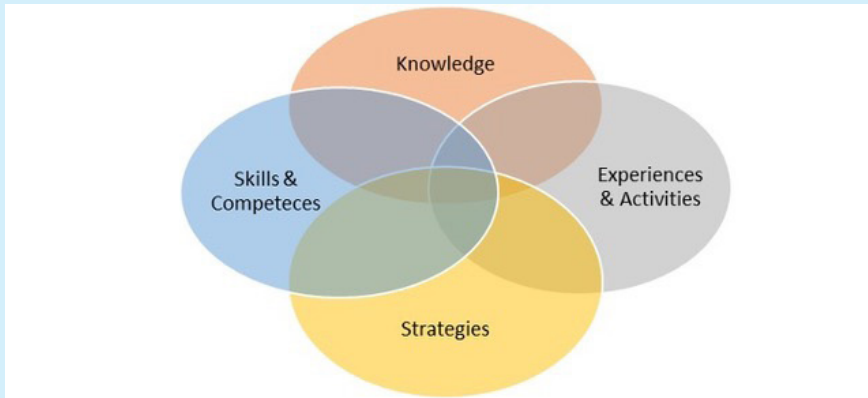 Knowledge
Skills &
Competeces
Experiences
& Activities
Strategies